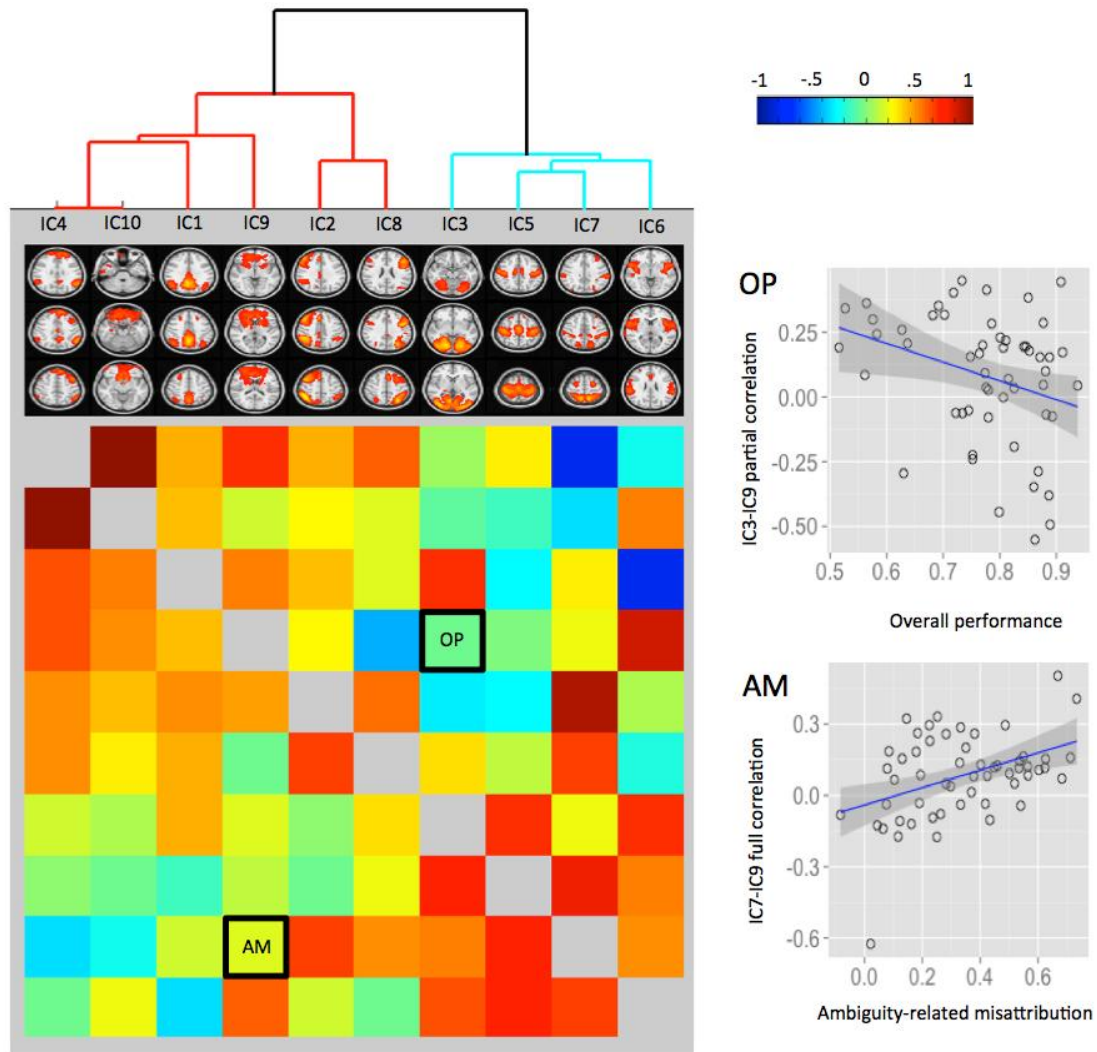 -1 -.5 0 .5 1
IC4 IC10 IC1 IC9 IC2 IC8 IC3 IC5 IC7 IC6
OP
AM
OP
IC3-IC9 partial correlation
0.25
0.00
-0.25
-0.50
0.5 0.6 0.7 0.8 0.9
Overall performance
AM
IC7-IC9 full correlation
0.3
0.0
-0.3
-0.6
0.0 0.2 0.4 0.6
Ambiguity-related misattribution